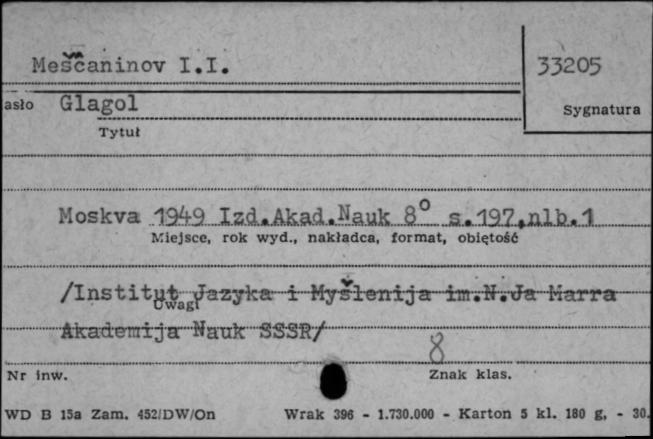 Meščaninov I.I.
33205
asło Glagol
Sygnatura
Tytuł
Moskva 1949 Izd.Akad.Nauk 8° s.197,nlb.1
Miejsce, rok wyd., nakładca, format, objętość
/Institut Jazyka i Myšlenija im.N.Ja Marra
Uwagi
Akademija Nauk SSSR/
8
Nr inw.
Znak klas.
WD B 15a Zam. 452/DW/On Wrak 396 - 1.730.000 - Karton 5 kl. 180 g, - 30.